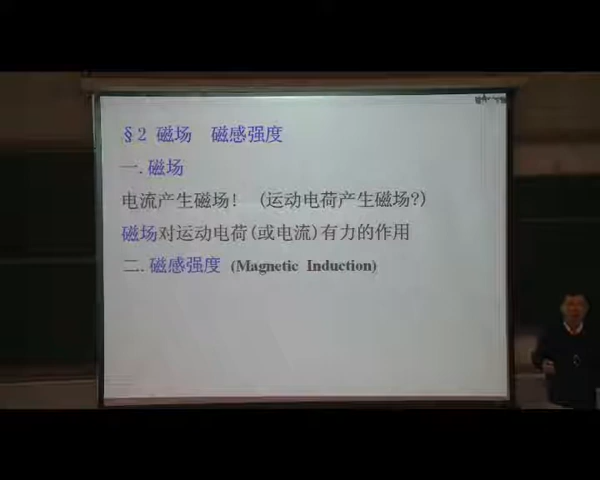 §2 磁场 磁感强度
一.磁场
电流产生磁场! (运动电荷产生磁场?)
磁场对运动电荷(或电流)有力的作用
二.磁感强度 (Magnetic Induction)